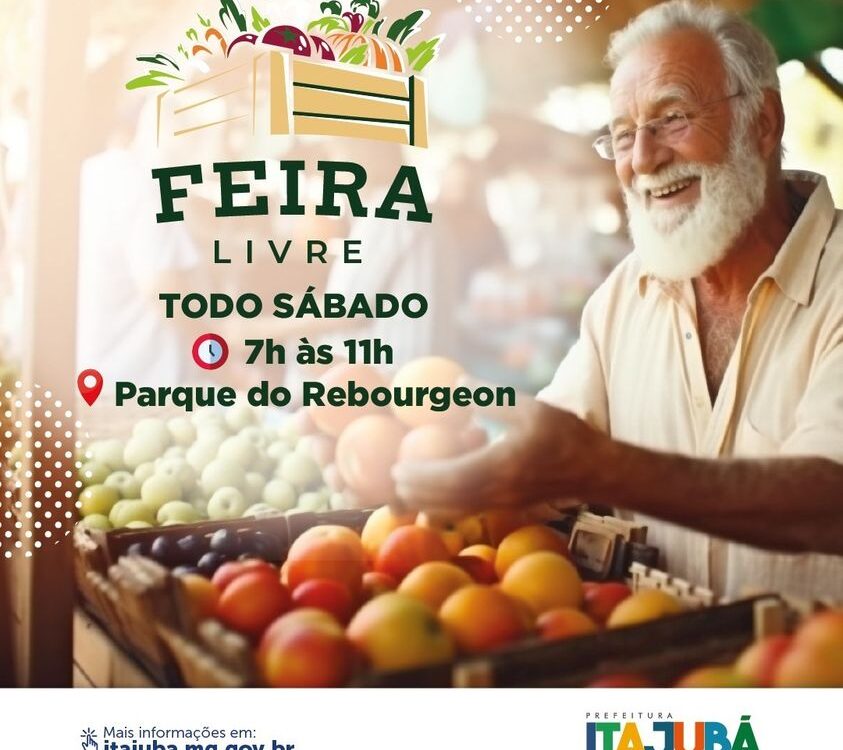 FEIRA
LIVRE
TODO SÁBADO
7h às 11h
Parque do Rebourgeon
Mais informações em:
itajuba.mg.gov.br
PREFEITURA
ITAJUBÁ